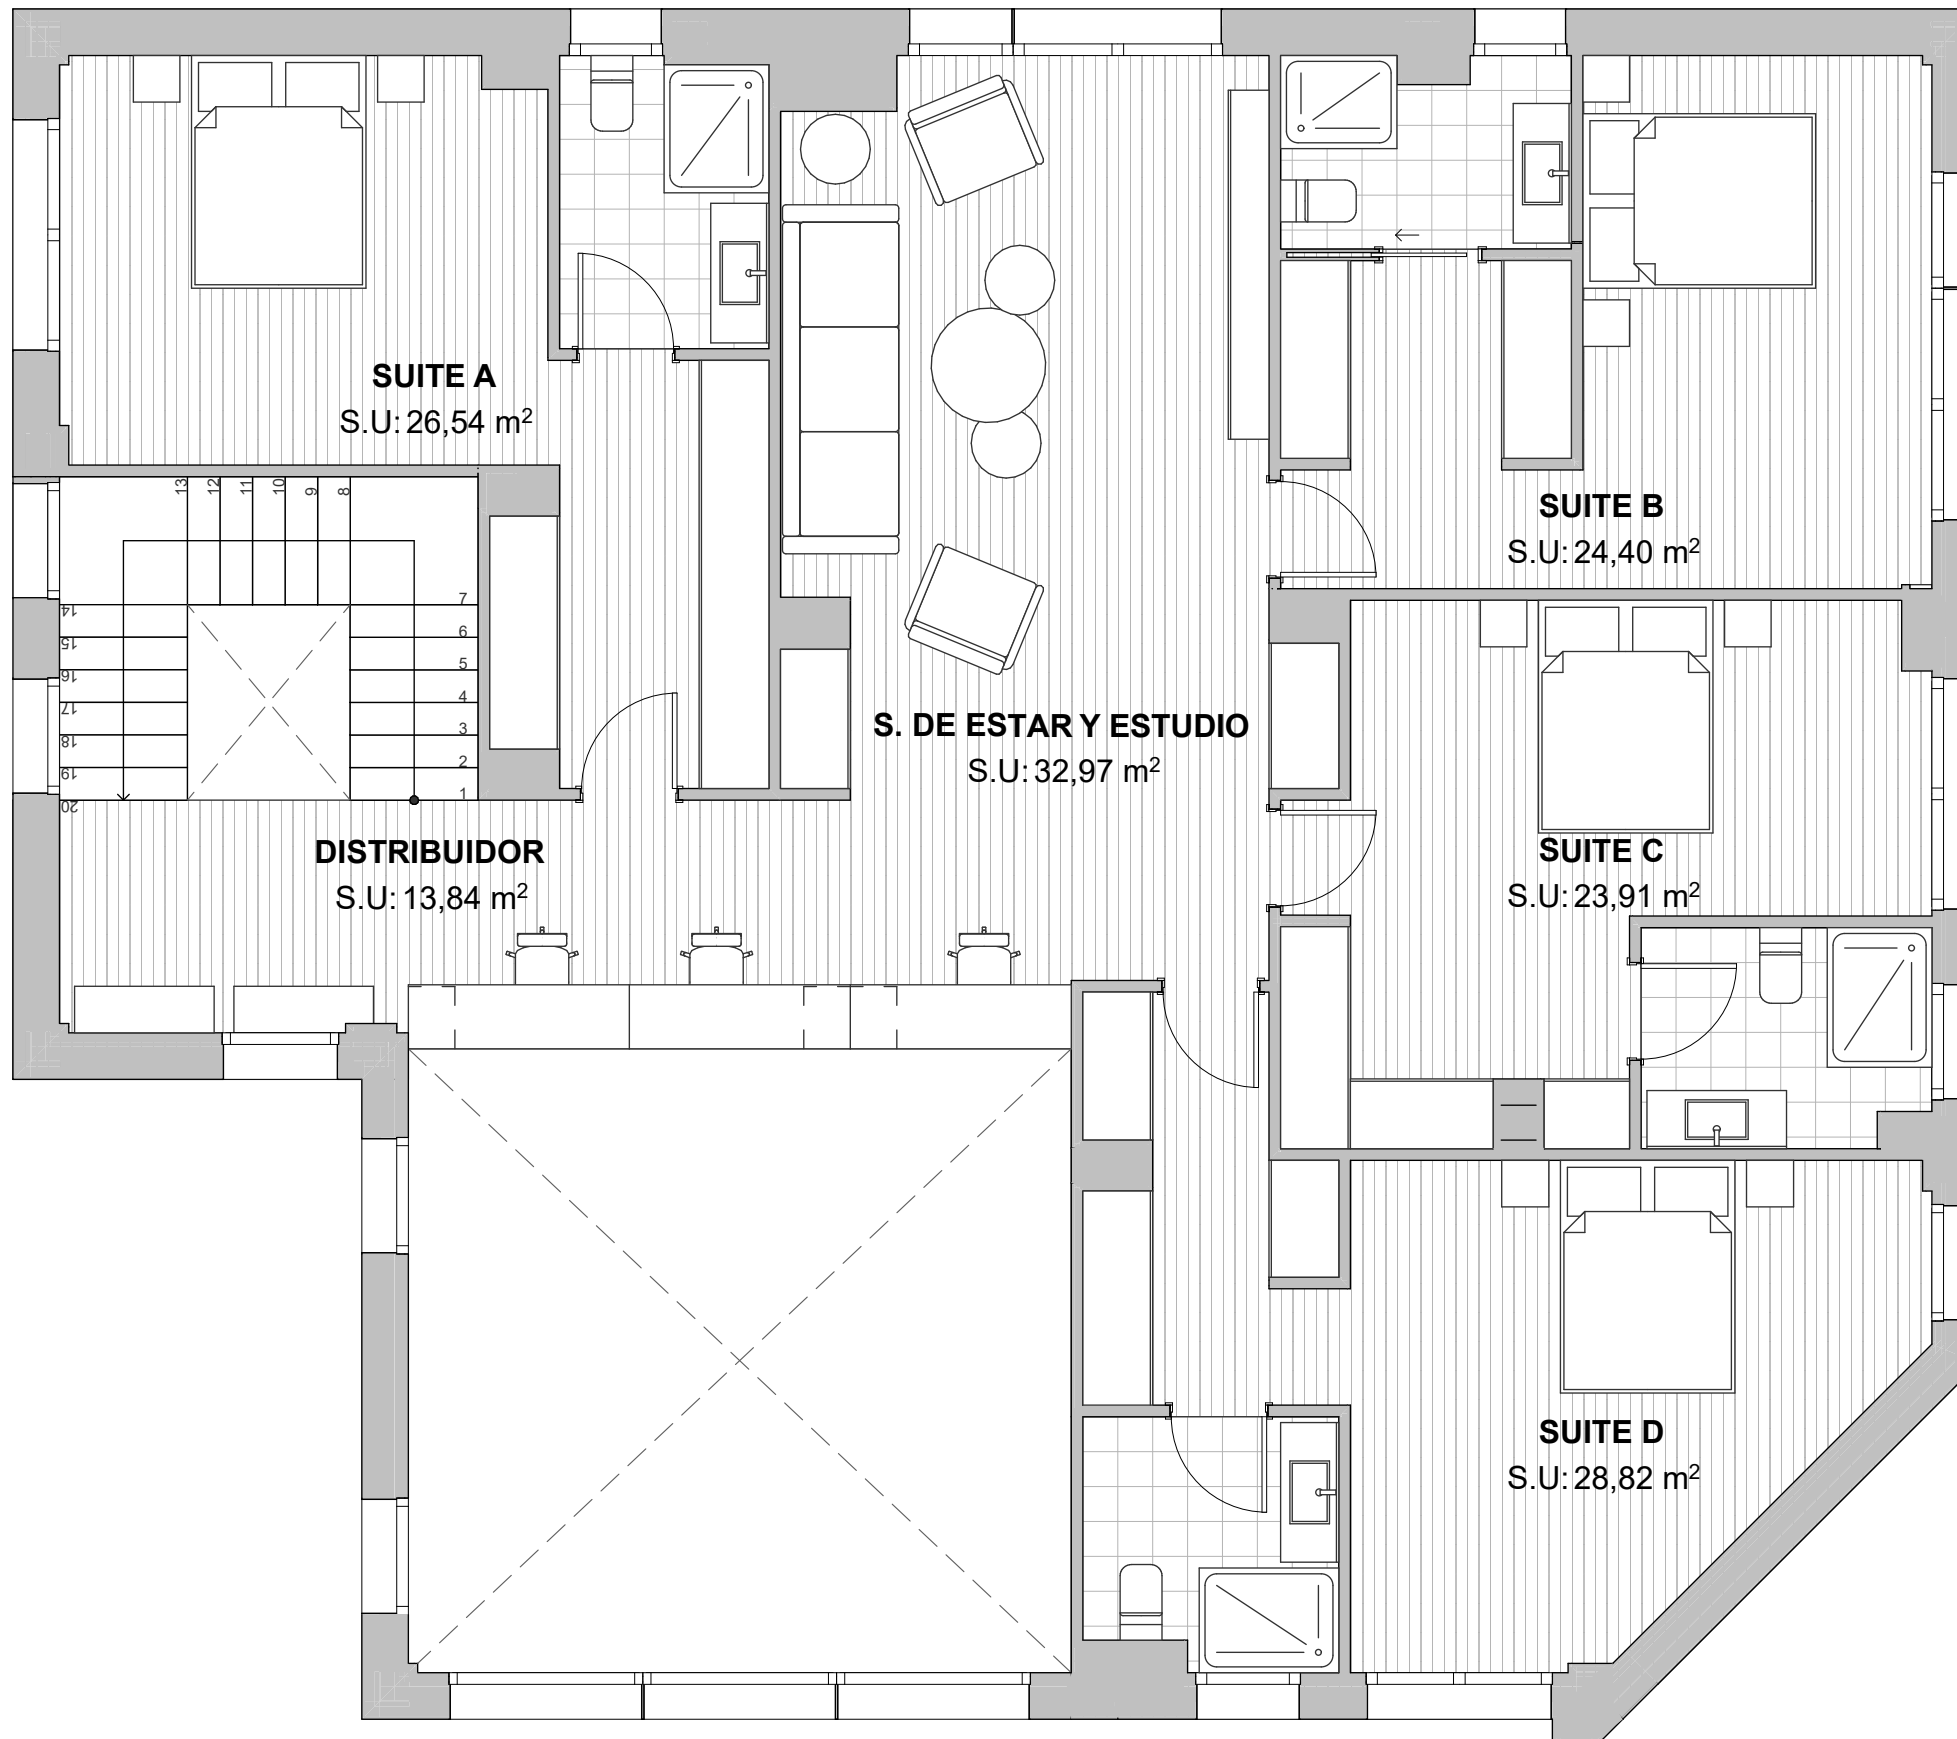 SUITE A
S.U: 26,54 m²
13
12
11
10
9
8
SUITE B
S.U: 24,40 m²
7
14
6
15
5
16
4
17
3
18
2
19
1
20
S. DE ESTAR Y ESTUDIO
S.U: 32,97 m²
DISTRIBUIDOR
S.U: 13,84 m²
SUITE C
S.U: 23,91 m²
SUITE D
S.U: 28,82 m²